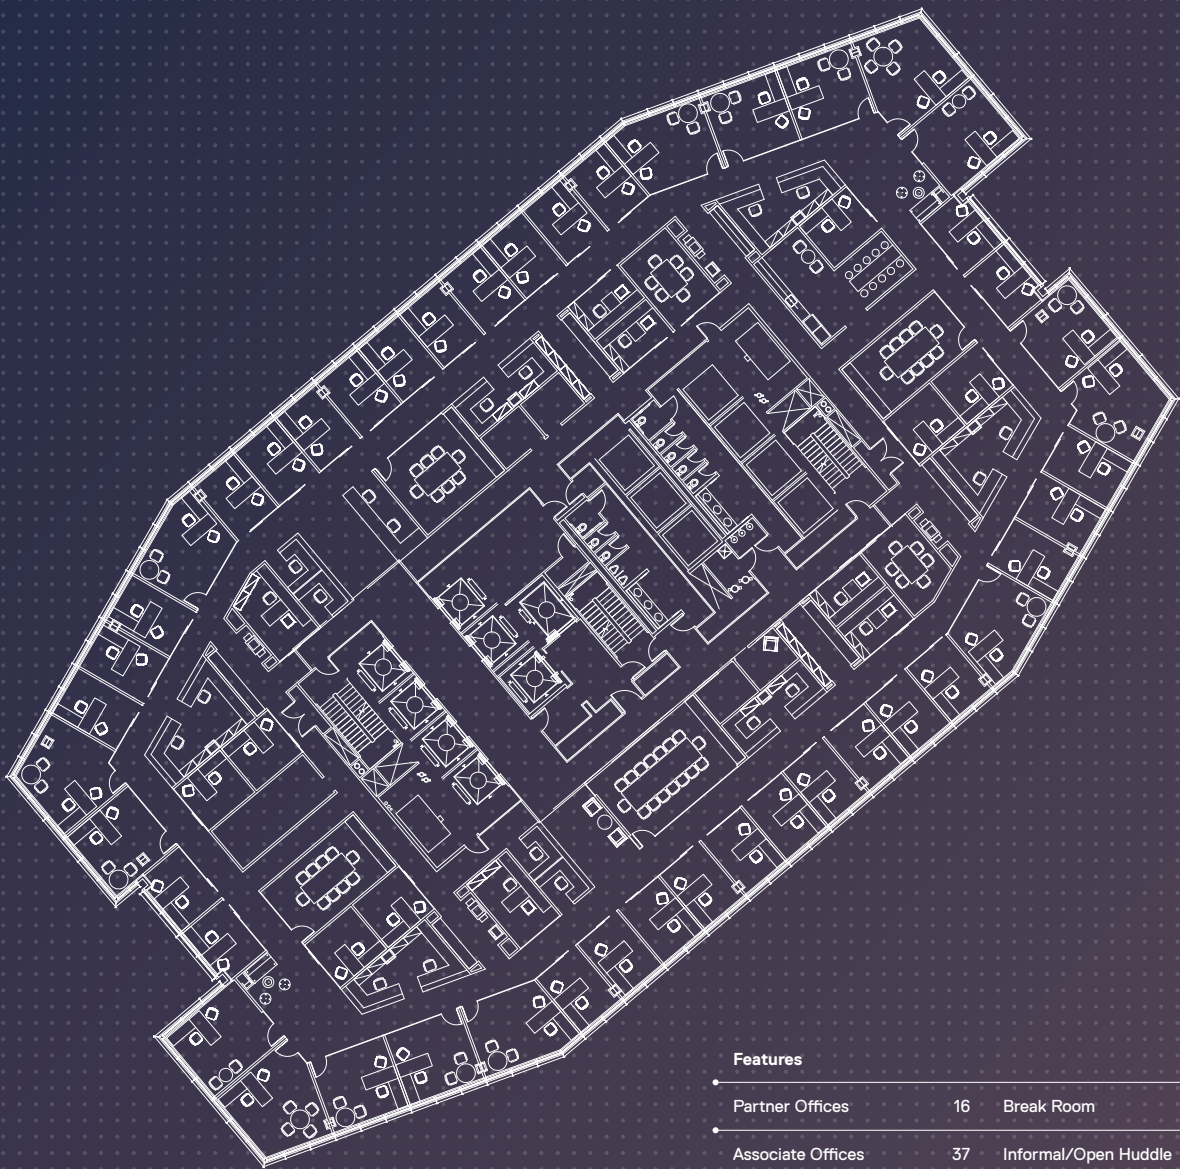 Features
Partner Offices 16 Break Room
Associate Offices 37 Informal/Open Huddle